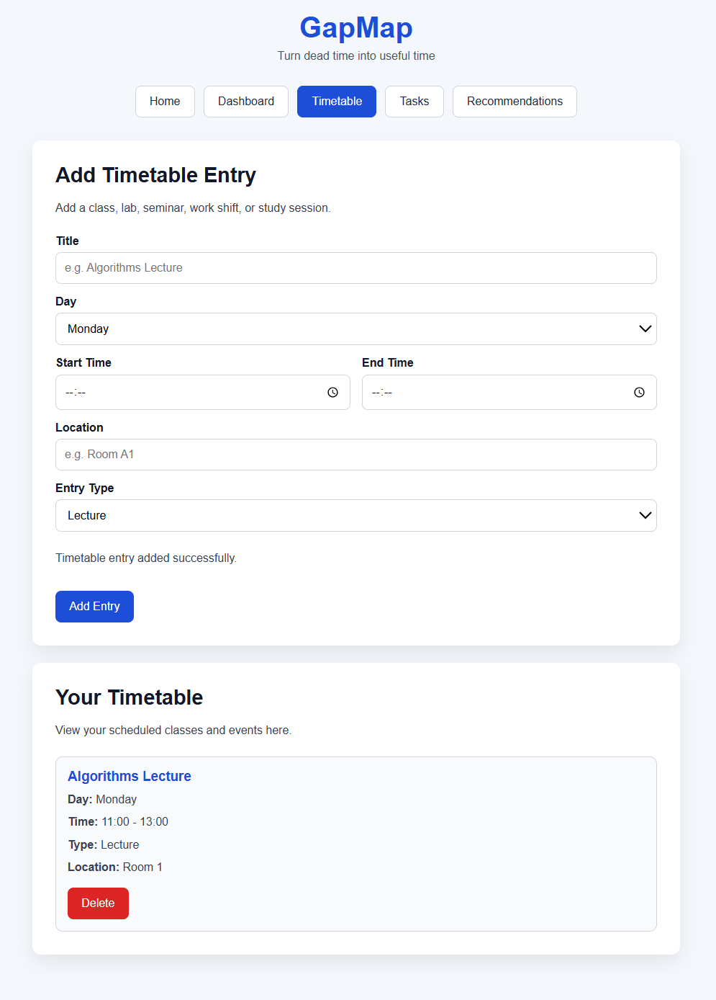 GapMap
Turn dead time into useful time
Home Dashboard Timetable Tasks Recommendations
Add Timetable Entry
Add a class, lab, seminar, work shift, or study session.
Title
e.g. Algorithms Lecture
Day
Monday
Start Time End Time
--:-- --:--
Location
e.g. Room A1
Entry Type
Lecture
Timetable entry added successfully.
Add Entry
Your Timetable
View your scheduled classes and events here.
Algorithms Lecture
Day: Monday
Time: 11:00 - 13:00
Type: Lecture
Location: Room 1
Delete